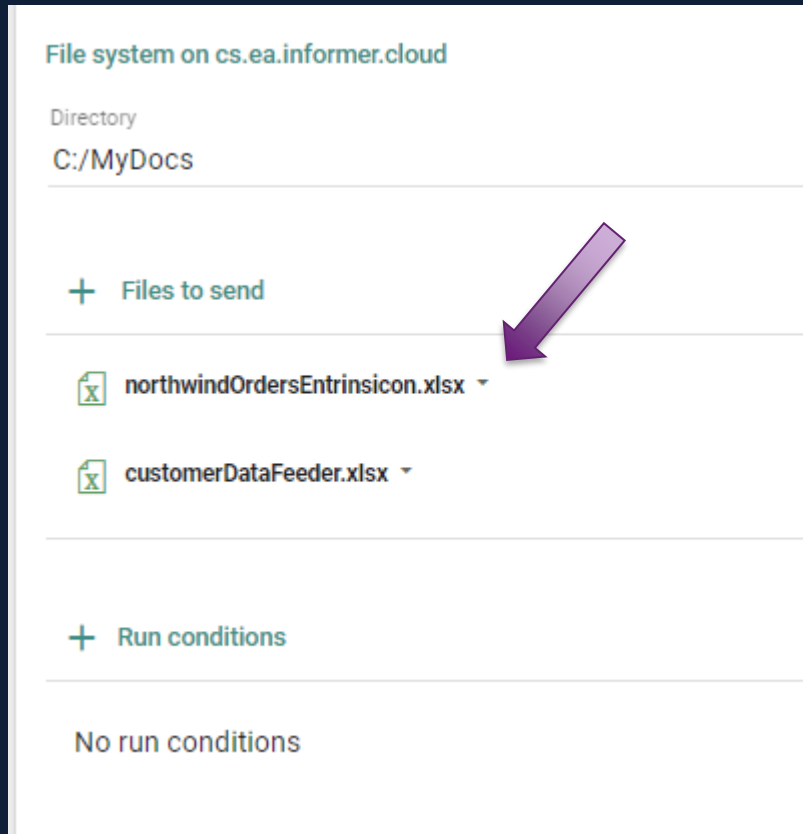 File system on cs.ea.informer.cloud
Directory
C:/MyDocs
+ Files to send
northwindOrdersEntrinsicon.xlsx
customerDataFeeder.xlsx
+ Run conditions
No run conditions